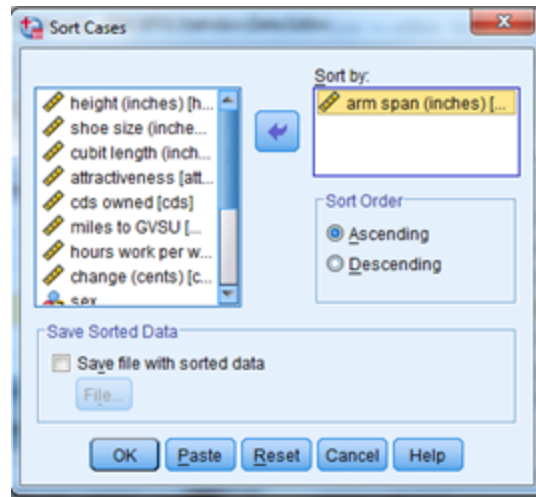 Sort Cases
height (inches) [h...
shoe size (inche...
cubit length (inch...
attractiveness [att...
cds owned [cds]
miles to GVSU [...
hours work per w...
change (cents) [c...
sex
Sort by:
arm span (inches) [...
Sort Order
Ascending
Descending
Save Sorted Data
Save file with sorted data
File...
OK Paste Reset Cancel Help